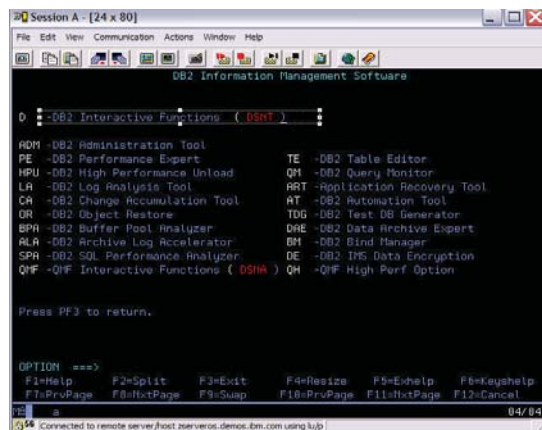 Session A - [24 x 80]
File Edit View Communication Actions Window Help
DB2 Information Management Software
D -DB2 Interactive Functions ( DSNT )
ADM -DB2 Administration Tool
PE -DB2 Performance Expert TE -DB2 Table Editor
HPU -DB2 High Performance Unload QM -DB2 Query Monitor
LA -DB2 Log Analysis Tool ART -Application Recovery Tool
CA -DB2 Change Accumulation Tool AT -DB2 Automation Tool
OR -DB2 Object Restore TDG -DB2 Test DB Generator
BPA -DB2 Buffer Pool Analyzer DAE -DB2 Data Archive Expert
ALA -DB2 Archive Log Accelerator BM -DB2 Bind Manager
SPA -DB2 SQL Performance Analyzer DE -DB2 IMS Data Encryption
QMF -QMF Interactive Functions ( DSNA ) QH -QMF High Perf Option
Press PF3 to return.
OPTION ===>
F1=Help F2=Split F3=Exit F4=Resize F5=Exhelp F6=Keyshelp
F7=PrvPage F8=NxtPage F9=Swap F10=PrvPage F11=NxtPage F12=Cancel
a 04/04
Connected to remote server/host zserveros.demos.ibm.com using lu/p